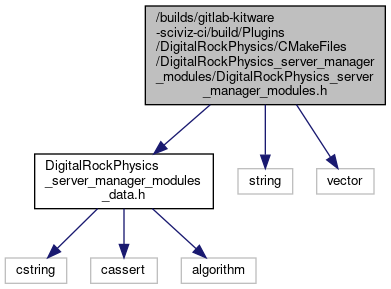 /builds/gitlab-kitware
-sciviz-ci/build/Plugins
/DigitalRockPhysics/CMakeFiles
/DigitalRockPhysics_server_manager
_modules/DigitalRockPhysics_server
_manager_modules.h
DigitalRockPhysics
_server_manager_modules
_data.h
string
vector
cstring
cassert
algorithm